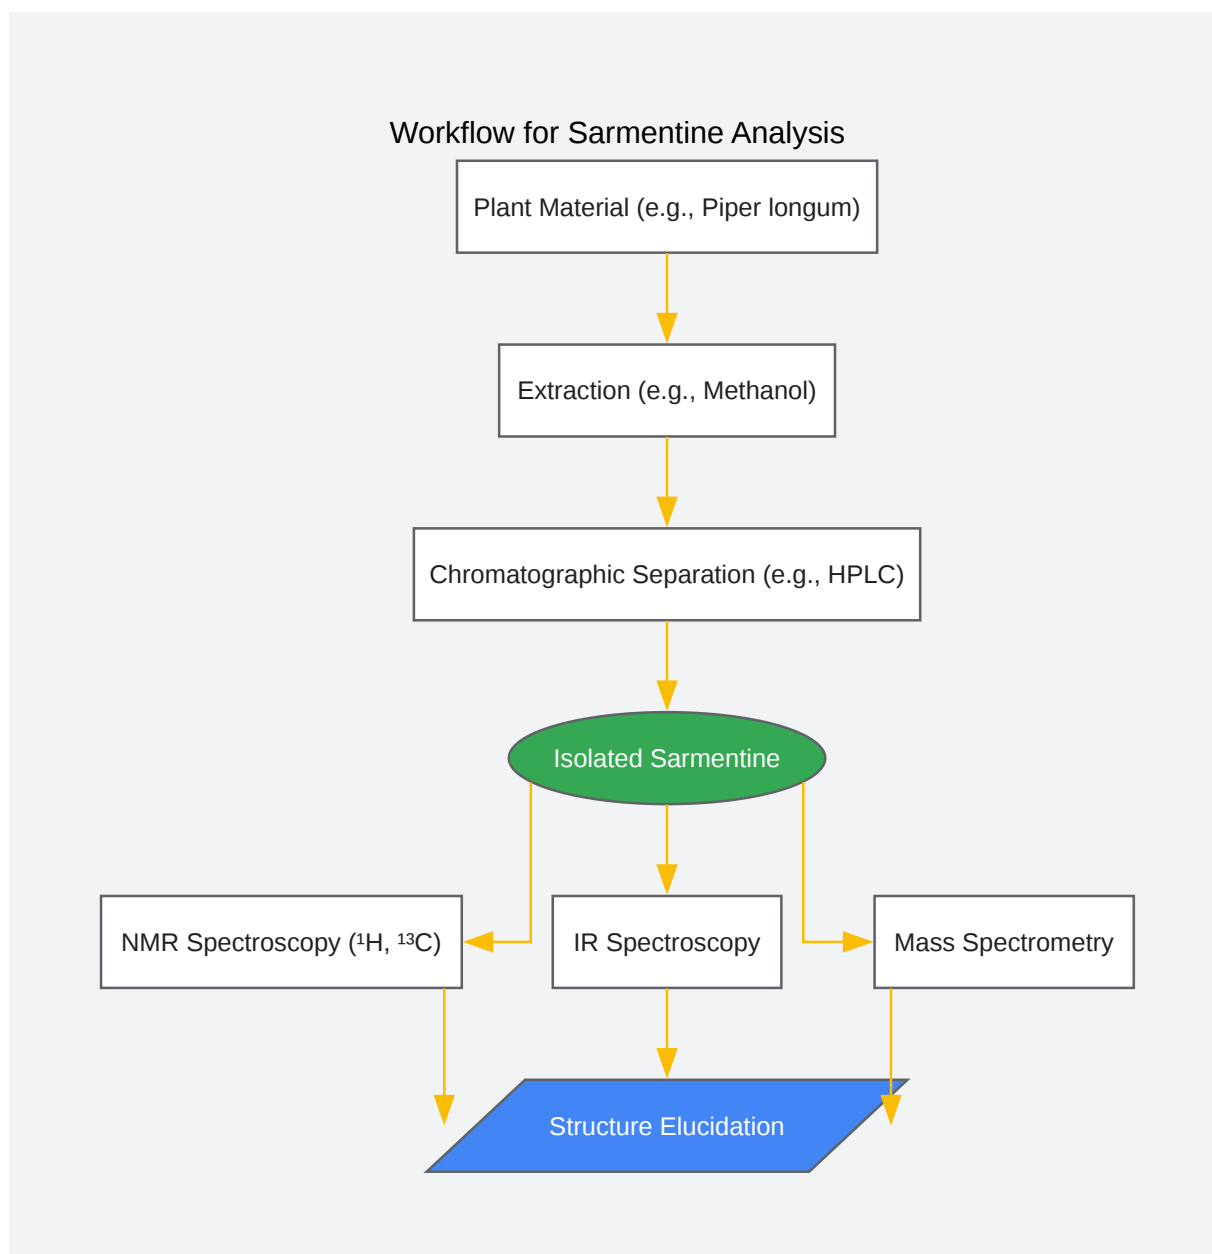 Workflow for Sarmentine Analysis
Plant Material (e.g., Piper longum)
Extraction (e.g., Methanol)
Chromatographic Separation (e.g., HPLC)
Isolated Sarmentine
NMR Spectroscopy (¹H, ¹³C)
IR Spectroscopy
Mass Spectrometry
Structure Elucidation